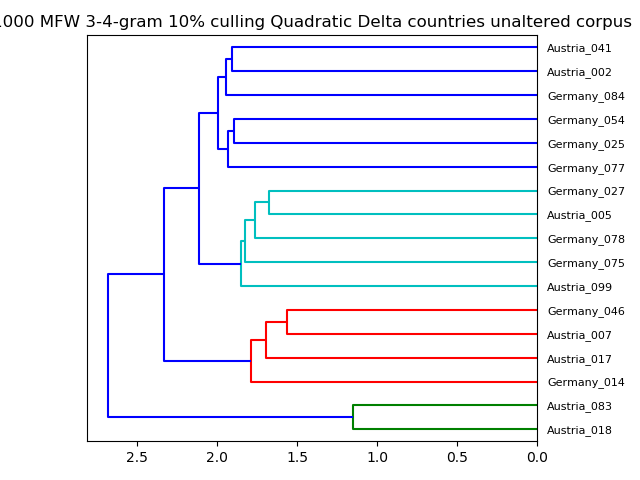 000 MFW 3-4-gram 10% culling Quadratic Delta countries unaltered corpus
Austria_041
Austria_002
Germany_084
Germany_054
Germany_025
Germany_077
Germany_027
Austria_005
Germany_078
Germany_075
Austria_099
Germany_046
Austria_007
Austria_017
Germany_014
Austria_083
Austria_018
2.5 2.0 1.5 1.0 0.5 0.0